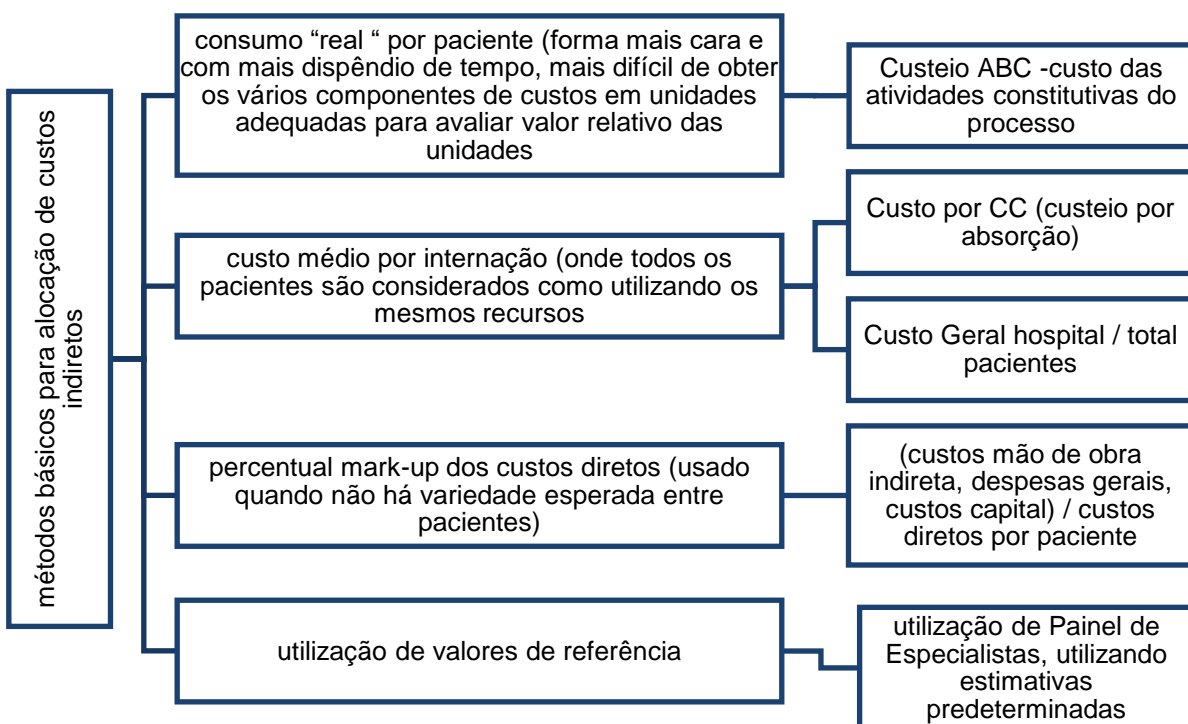 métodos básicos para alocação de custos
indiretos
consumo “real “ por paciente (forma mais cara e
com mais dispêndio de tempo, mais difícil de obter
os vários componentes de custos em unidades
adequadas para avaliar valor relativo das
unidades
Custeio ABC -custo das
atividades constitutivas do
processo
custo médio por internação (onde todos os
pacientes são considerados como utilizando os
mesmos recursos
Custo por CC (custeio por
absorção)
Custo Geral hospital / total
pacientes
percentual mark-up dos custos diretos (usado
quando não há variedade esperada entre
pacientes)
(custos mão de obra
indireta, despesas gerais,
custos capital) / custos
diretos por paciente
utilização de valores de referência
utilização de Painel de
Especialistas, utilizando
estimativas
predeterminadas